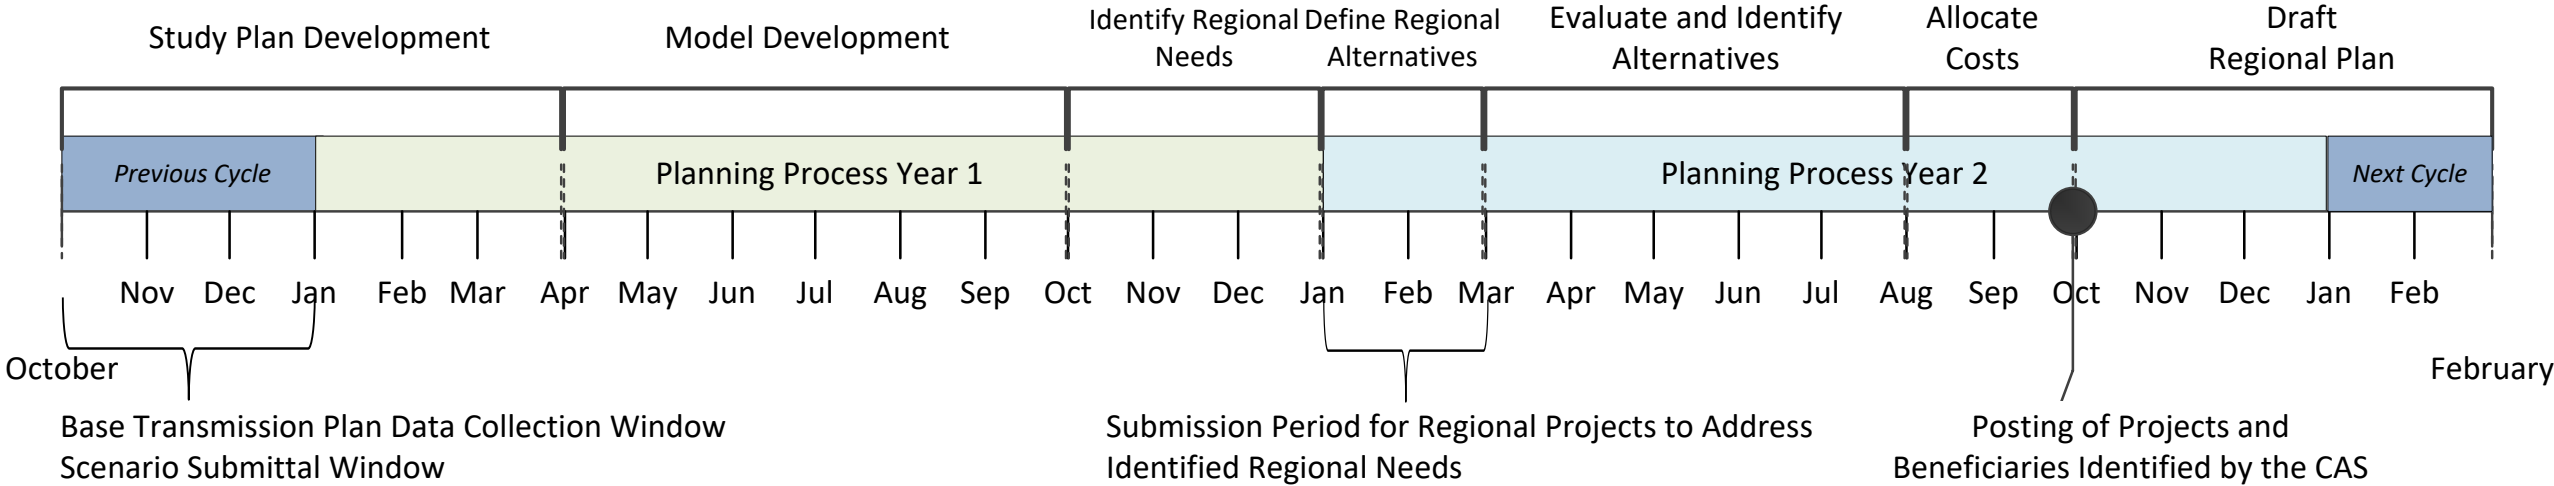 Study Plan Development
Model Development
Identify Regional
Needs
Define Regional
Alternatives
Evaluate and Identify
Alternatives
Allocate
Costs
Draft
Regional Plan
Previous Cycle
Planning Process Year 1
Planning Process Year 2
Next Cycle
Nov Dec Jan Feb Mar Apr May Jun Jul Aug Sep Oct Nov Dec Jan Feb Mar Apr May Jun Jul Aug Sep Oct Nov Dec Jan Feb
October
February
Base Transmission Plan Data Collection Window
Scenario Submittal Window
Submission Period for Regional Projects to Address
Identified Regional Needs
Posting of Projects and
Beneficiaries Identified by the CAS